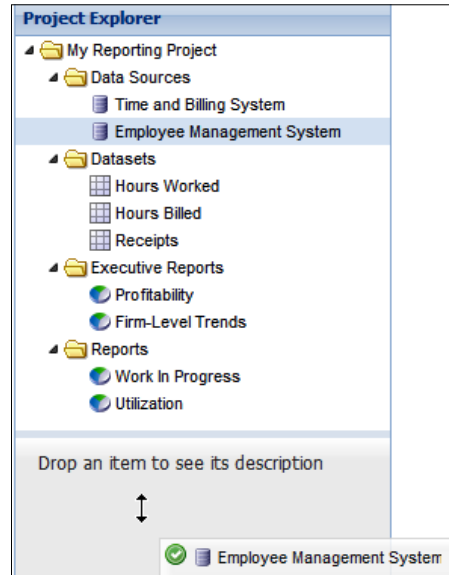 Project Explorer
My Reporting Project
Data Sources
Time and Billing System
Employee Management System
Datasets
Hours Worked
Hours Billed
Receipts
Executive Reports
Profitability
Firm-Level Trends
Reports
Work In Progress
Utilization
Drop an item to see its description
Employee Management System